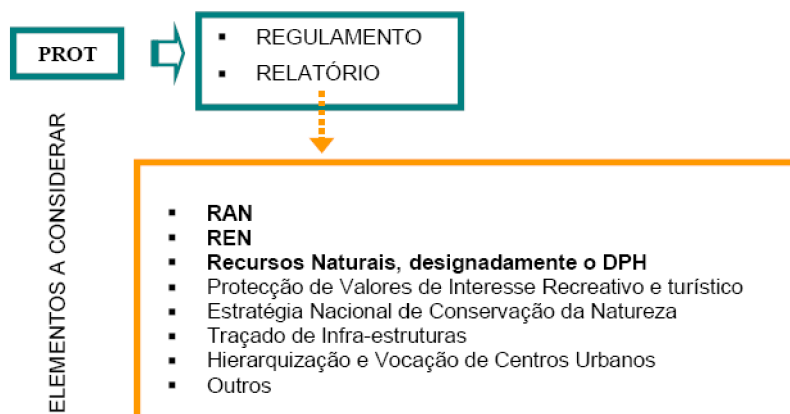 PROT
▪ REGULAMENTO
▪ RELATÓRIO
ELEMENTOS A CONSIDERAR
▪ RAN
▪ REN
▪ Recursos Naturais, designadamente o DPH
▪ Protecção de Valores de Interesse Recreativo e turístico
▪ Estratégia Nacional de Conservação da Natureza
▪ Traçado de Infra-estruturas
▪ Hierarquização e Vocação de Centros Urbanos
▪ Outros